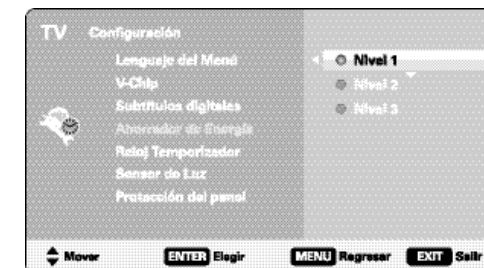 TV Configuración
Lenguaje del Menú
V-Chip
Subtítulos digitales
Ahorrador de Energía
Reloj Temporizador
Sensor de Luz
Protección del panel
Nivel 1
Nivel 2
Nivel 3
Mover ENTER Elegir MENU Regresar EXIT Salir